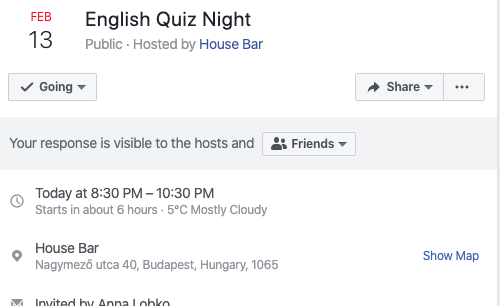 FEB
13
English Quiz Night
Public · Hosted by House Bar
Going
Share
Your response is visible to the hosts and
Friends
Today at 8:30 PM – 10:30 PM
Starts in about 6 hours · 5°C Mostly Cloudy
House Bar
Nagymező utca 40, Budapest, Hungary, 1065
Show Map
Invited by Anna Lobko